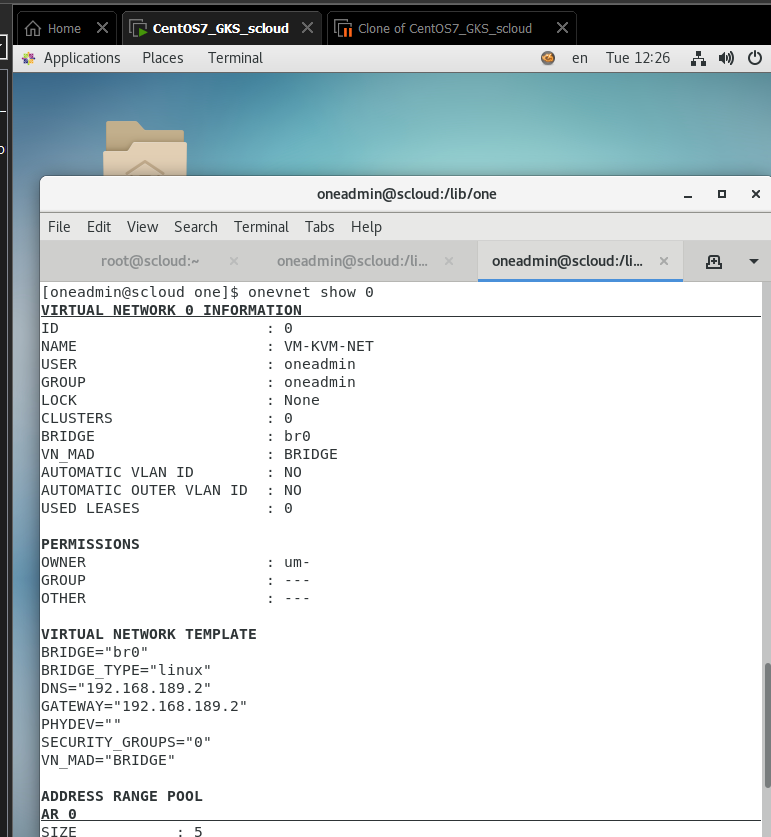 Home CentOS7_GKS_scloud Clone of CentOS7_GKS_scloud
Applications Places Terminal en Tue 12:26
oneadmin@scloud:/lib/one
File Edit View Search Terminal Tabs Help
root@scloud:~ oneadmin@scloud:/li... oneadmin@scloud:/li...
[oneadmin@scloud one]$ onevnet show 0
VIRTUAL NETWORK 0 INFORMATION
ID : 0
NAME : VM-KVM-NET
USER : oneadmin
GROUP : oneadmin
LOCK : None
CLUSTERS : 0
BRIDGE : br0
VN_MAD : BRIDGE
AUTOMATIC VLAN ID : NO
AUTOMATIC OUTER VLAN ID : NO
USED LEASES : 0
PERMISSIONS
OWNER : um-
GROUP : ---
OTHER : ---
VIRTUAL NETWORK TEMPLATE
BRIDGE="br0"
BRIDGE_TYPE="linux"
DNS="192.168.189.2"
GATEWAY="192.168.189.2"
PHYDEV=""
SECURITY_GROUPS="0"
VN_MAD="BRIDGE"
ADDRESS RANGE POOL
AR 0
SIZE : 5